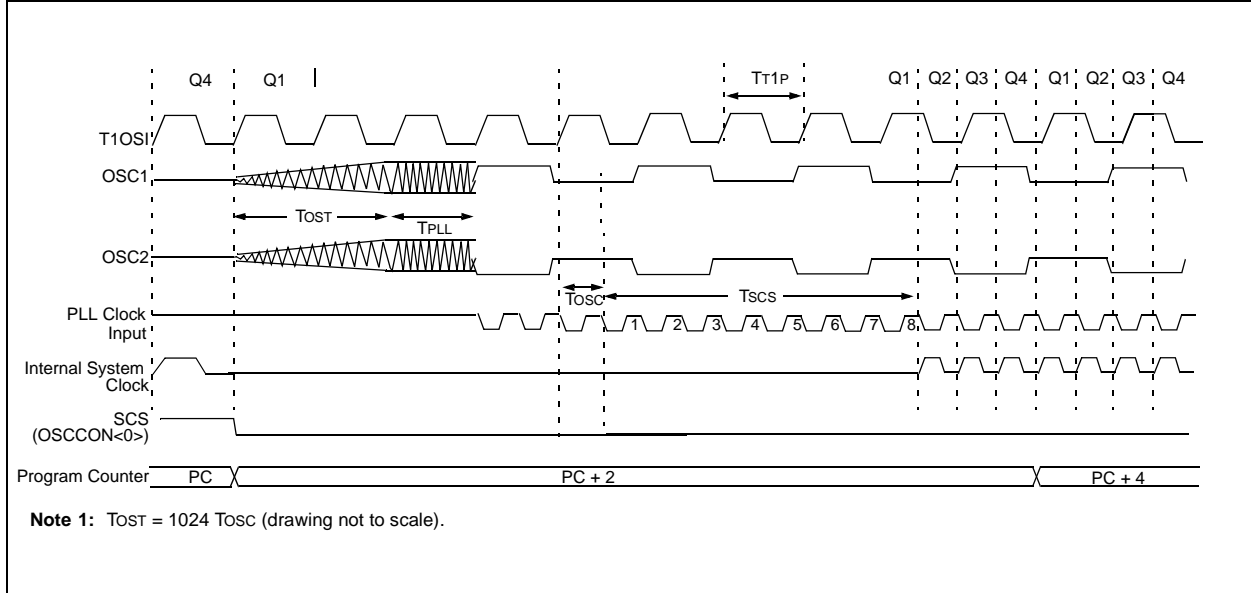 Q4 Q1 TT1P Q1 Q2 Q3 Q4 Q1 Q2 Q3 Q4
T1OSI
OSC1
TOST TPLL
OSC2
TOSC TSCS
PLL Clock
Input
1 2 3 4 5 6 7 8
Internal System
Clock
SCS
(OSCCON<0>)
Program Counter PC PC + 2 PC + 4
Note 1: TOST = 1024 TOSC (drawing not to scale).